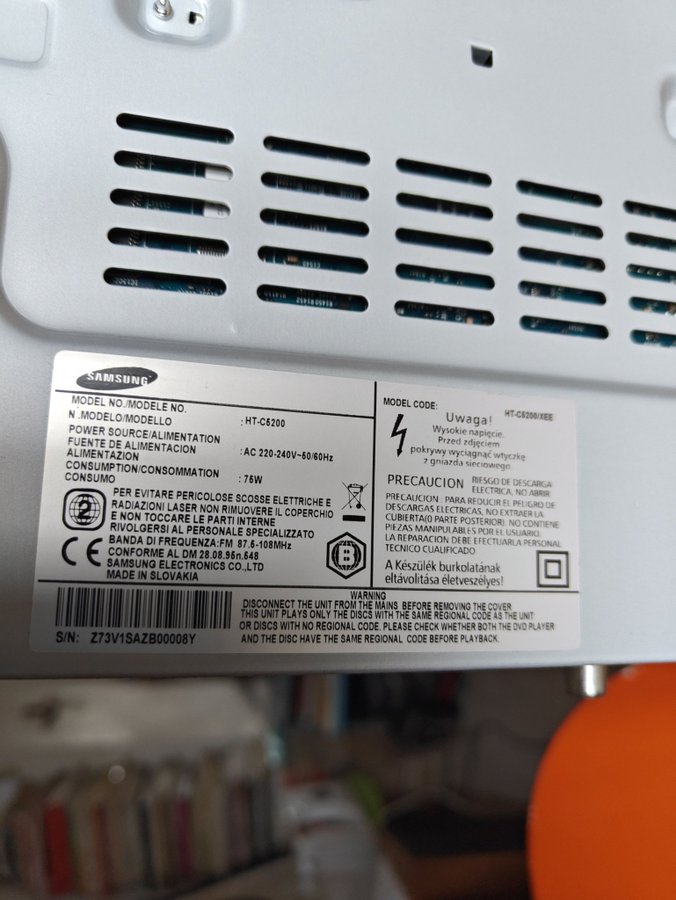 SAMSUNG
MODEL NO./MODELE NO.
N.MODELO/MODELLO : HT-C5200
POWER SOURCE/ALIMENTATION
FUENTE DE ALIMENTACION : AC 220-240V~50/60Hz
ALIMENTAZION
CONSUMPTION/CONSOMMATION
CONSUMO : 75W
2
PER EVITARE PERICOLOSE SCOSSE ELETTRICHE E
RADIAZIONI LASER NON RIMUOVERE IL COPERCHIO
E NON TOCCARE LE PARTI INTERNE
RIVOLGERSI AL PERSONALE SPECIALIZZATO
BANDA DI FREQUENZA:FM 87.5-108MHz
CONFORME AL DM 28.08.95n.548
SAMSUNG ELECTRONICS CO.,LTD
MADE IN SLOVAKIA
CE
B
MODEL CODE: HT-C5200/XEE
Uwaga!
Wysokie napięcie.
Przed zdjęciem
pokrywy wyciągnąć wtyczkę
z gniazda sieciowego.
PRECAUCION RIESGO DE DESCARGA
ELECTRICA, NO ABRIR
PRECAUCION : PARA REDUCIR EL PELIGRO DE
DESCARGAS ELECTRICAS, NO EXTRAER LA
CUBIERTA(O PARTE POSTERIOR). NO CONTIENE
PIEZAS MANIPULABLES POR EL USUARIO.
LA REPARACION DEBE EFECTUARLA PERSONAL
TECNICO CUALIFICADO
A Készülék burkolatának
eltávolítása életveszélyes!
S/N: Z73V1SAZB00008Y
WARNING
DISCONNECT THE UNIT FROM THE MAINS BEFORE REMOVING THE COVER
THIS UNIT PLAYS ONLY THE DISCS WITH THE SAME REGIONAL CODE AS THE UNIT
OR DISCS WITH NO REGIONAL CODE. PLEASE CHECK WHETHER BOTH THE DVD PLAYER
AND THE DISC HAVE THE SAME REGIONAL CODE BEFORE PLAYBACK.